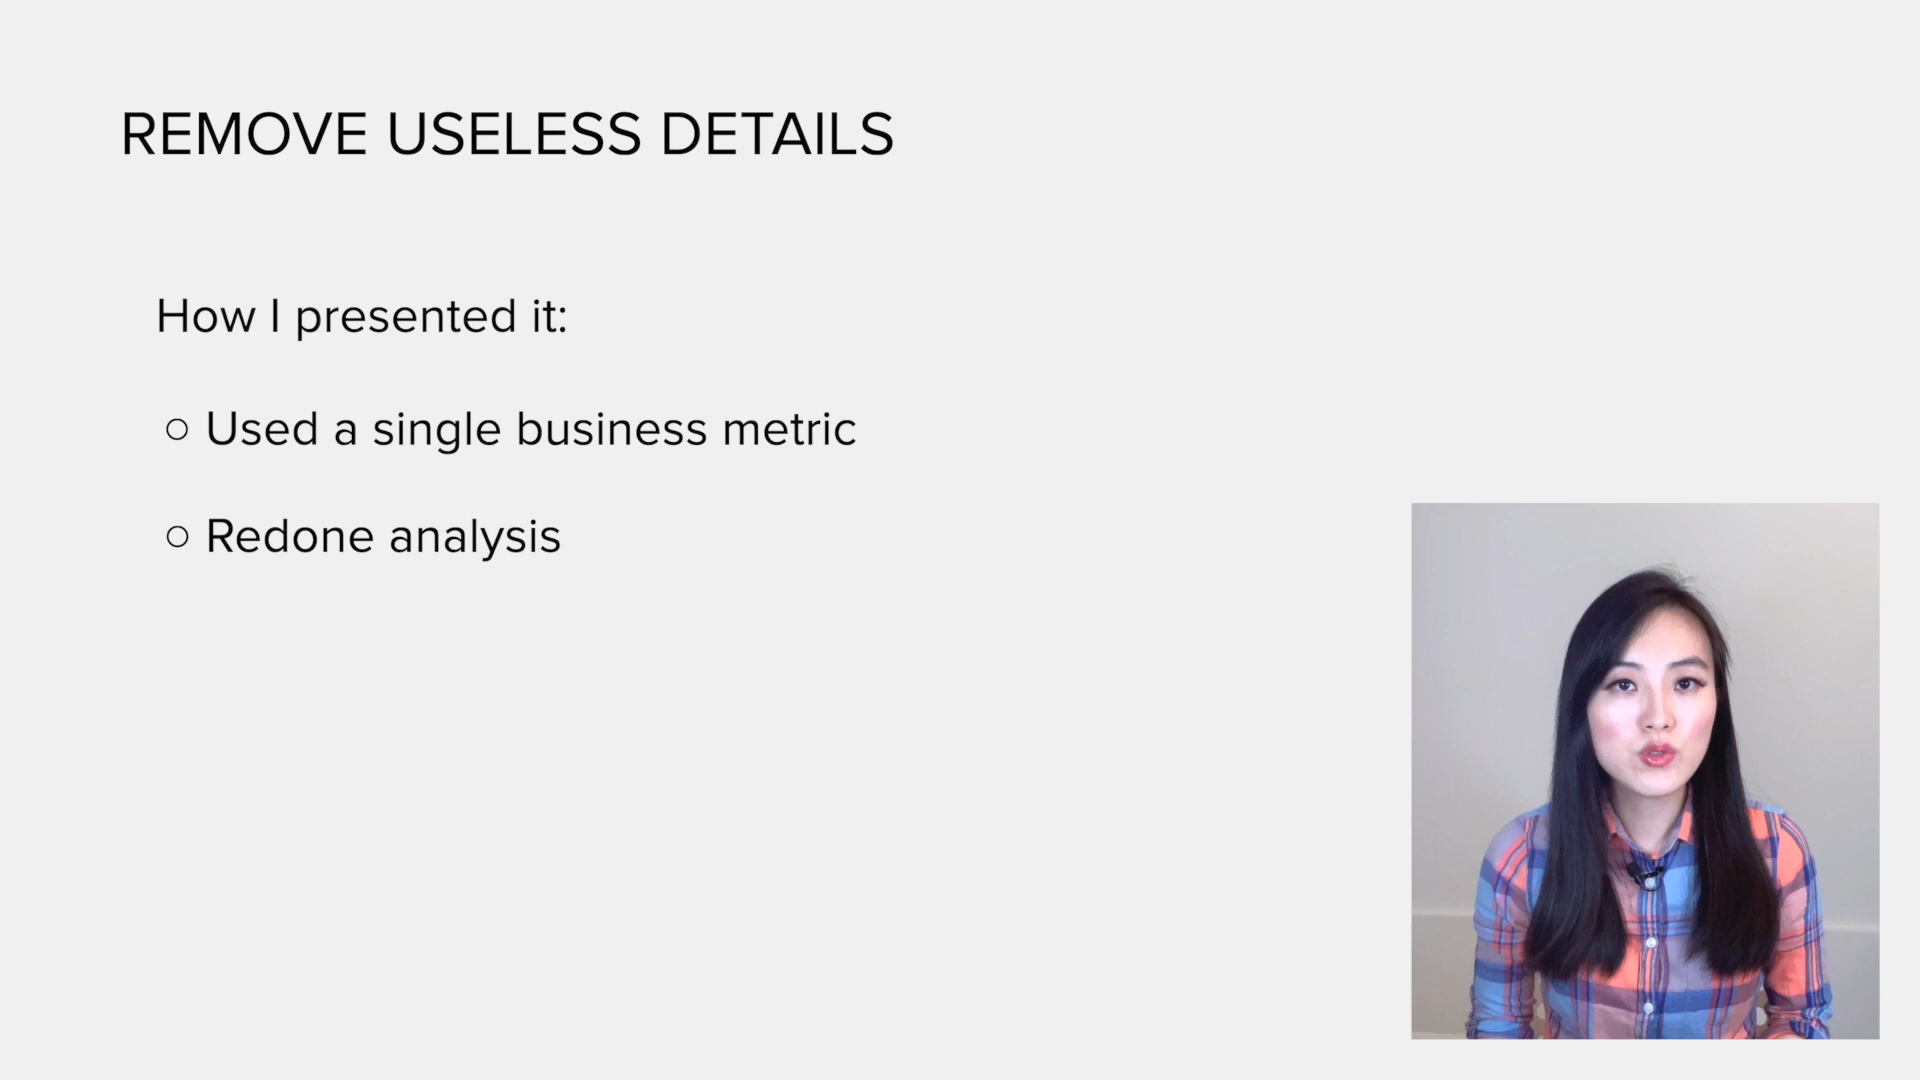 REMOVE USELESS DETAILS
How I presented it:
○ Used a single business metric
○ Redone analysis